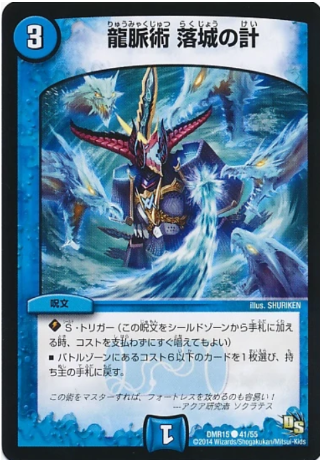 3
りゅうみゃくじゅつ らくじょう けい
龍脈術 落城の計
呪文
illus. SHURIKEN
S・トリガー(この呪文をシールドゾーンから手札に加え
る時、コストを支払わずにすぐ唱えてもよい)
■バトルゾーンにあるコスト6以下のカードを1枚選び、持
ち主の手札に戻す。
この術をマスターすれば、フォートレスを攻めるのも容易い!
──アクア研究者 ソクラテス
1
DMR15 ● 41/55
©2014 Wizards/Shogakukan/Mitsui-Kids
DS